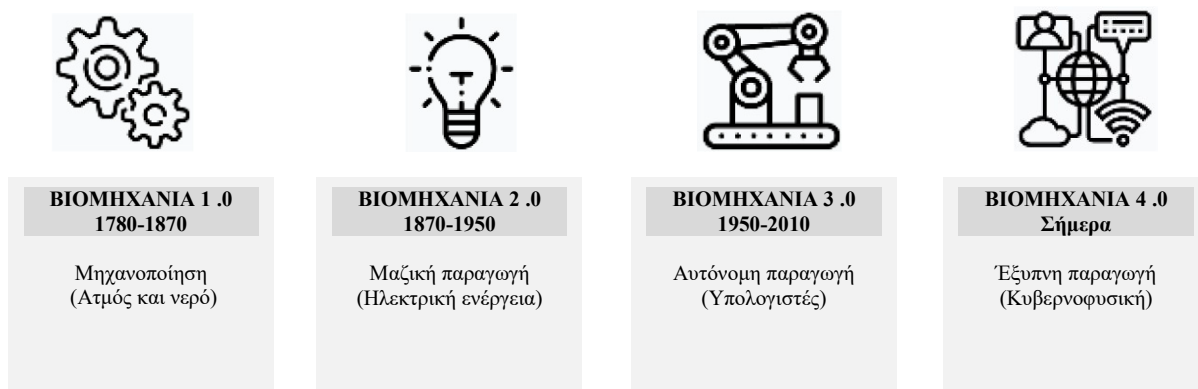 ΒΙΟΜΗΧΑΝΙΑ 1 .0
1780-1870
Μηχανοποίηση
(Ατμός και νερό)
ΒΙΟΜΗΧΑΝΙΑ 2 .0
1870-1950
Μαζική παραγωγή
(Ηλεκτρική ενέργεια)
ΒΙΟΜΗΧΑΝΙΑ 3 .0
1950-2010
Αυτόνομη παραγωγή
(Υπολογιστές)
ΒΙΟΜΗΧΑΝΙΑ 4 .0
Σήμερα
Έξυπνη παραγωγή
(Κυβερνοφυσική)